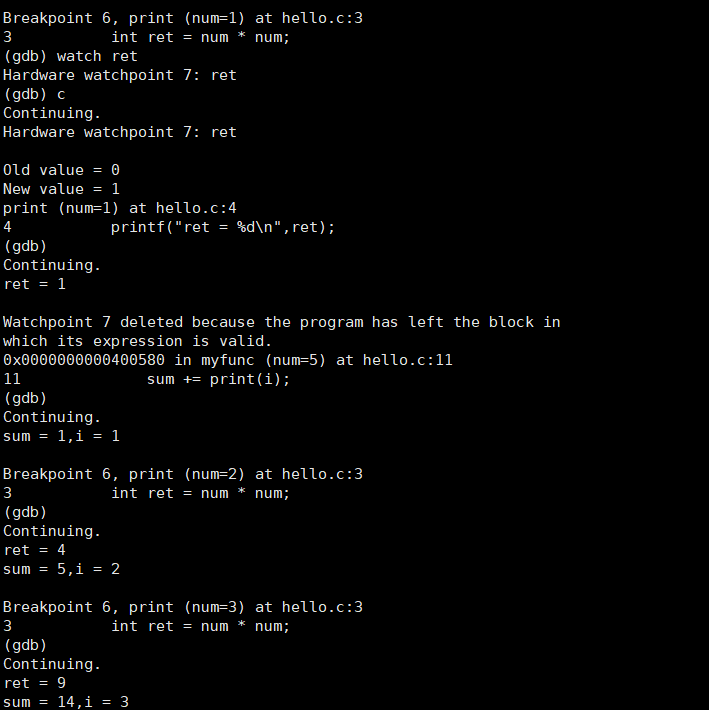 Breakpoint 6, print (num=1) at hello.c:3
3           int ret = num * num;
(gdb) watch ret
Hardware watchpoint 7: ret
(gdb) c
Continuing.
Hardware watchpoint 7: ret

Old value = 0
New value = 1
print (num=1) at hello.c:4
4           printf("ret = %d\n",ret);
(gdb)
Continuing.
ret = 1

Watchpoint 7 deleted because the program has left the block in
which its expression is valid.
0x0000000000400580 in myfunc (num=5) at hello.c:11
11              sum += print(i);
(gdb)
Continuing.
sum = 1,i = 1

Breakpoint 6, print (num=2) at hello.c:3
3           int ret = num * num;
(gdb)
Continuing.
ret = 4
sum = 5,i = 2

Breakpoint 6, print (num=3) at hello.c:3
3           int ret = num * num;
(gdb)
Continuing.
ret = 9
sum = 14,i = 3